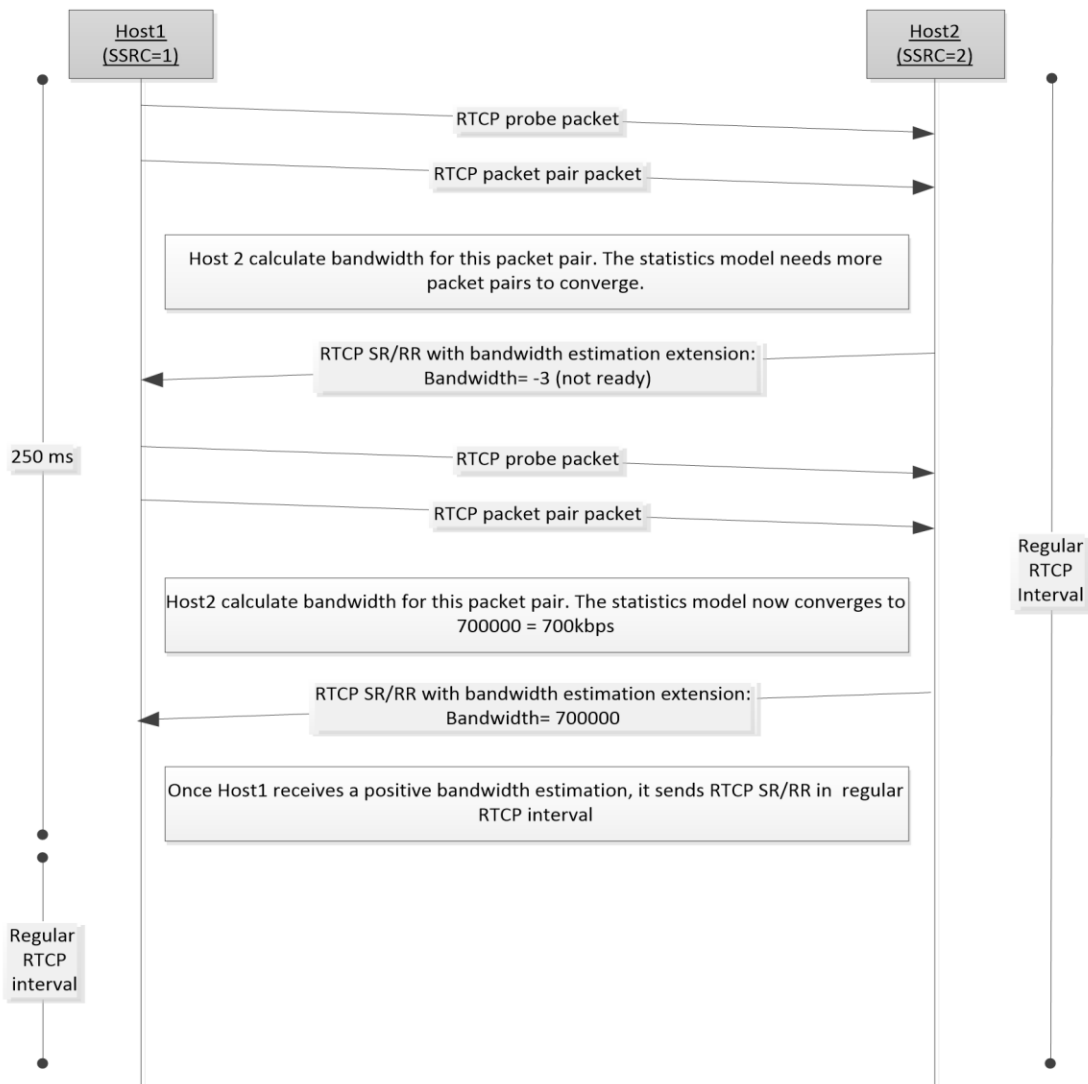 Host1
(SSRC=1)
Host2
(SSRC=2)
RTCP probe packet
RTCP packet pair packet
Host 2 calculate bandwidth for this packet pair. The statistics model needs more
packet pairs to converge.
RTCP SR/RR with bandwidth estimation extension:
Bandwidth= -3 (not ready)
250 ms
RTCP probe packet
RTCP packet pair packet
Regular
RTCP
Interval
Host2 calculate bandwidth for this packet pair. The statistics model now converges to
700000 = 700kbps
RTCP SR/RR with bandwidth estimation extension:
Bandwidth= 700000
Once Host1 receives a positive bandwidth estimation, it sends RTCP SR/RR in regular
RTCP interval
Regular
RTCP
interval